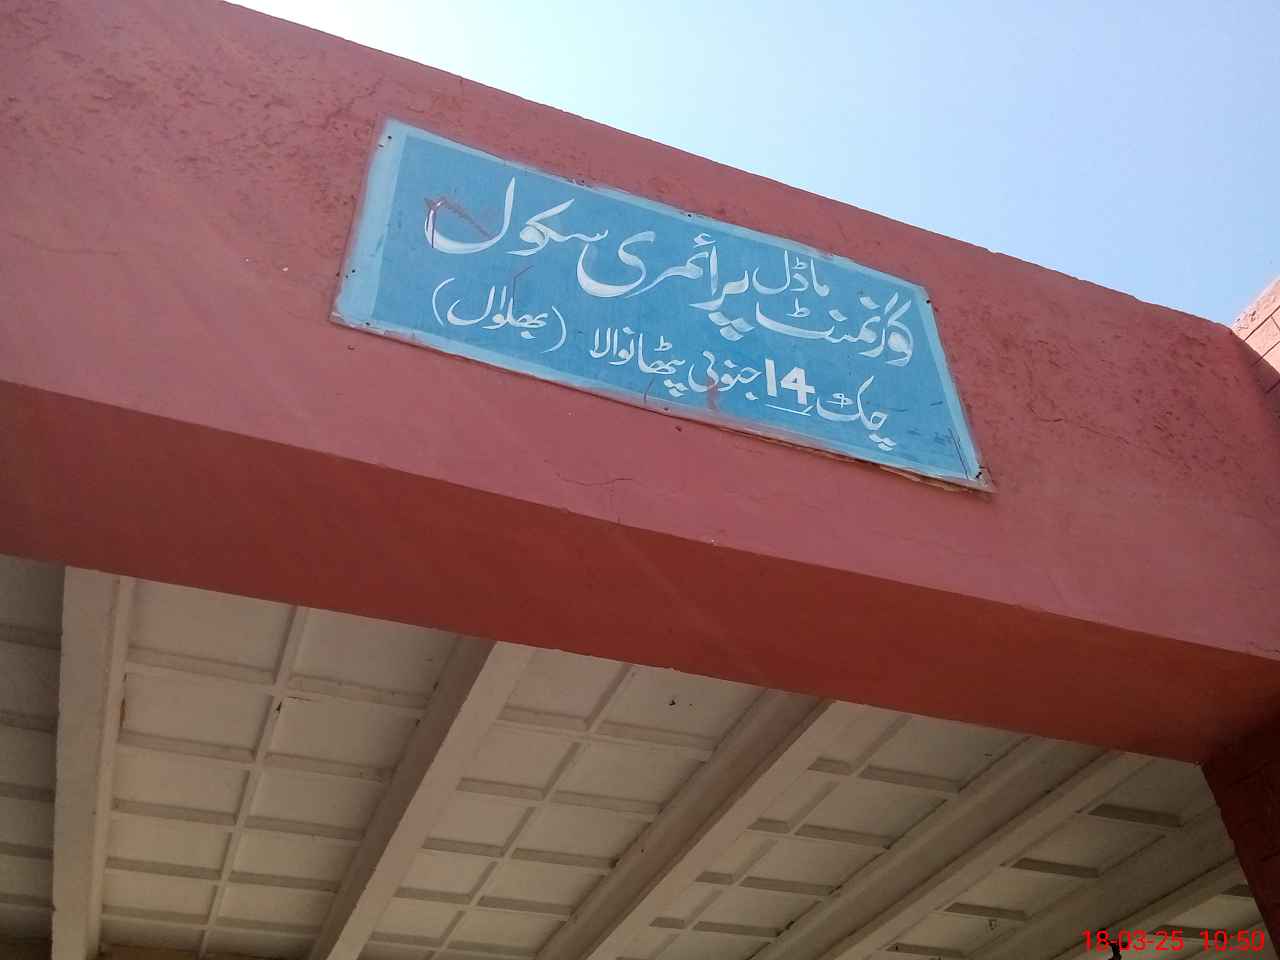 گورنمنٹ ماڈل پرائمری سکول
چک 14 جنوبی پٹھانوالا (بھلوال)
18-03-25 10:50